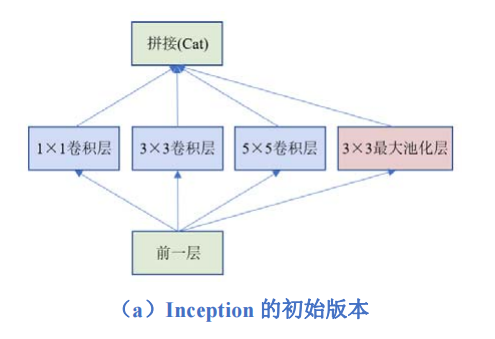 拼接(Cat)
1×1卷积层
3×3卷积层
5×5卷积层
3×3最大池化层
前一层
（a）Inception 的初始版本